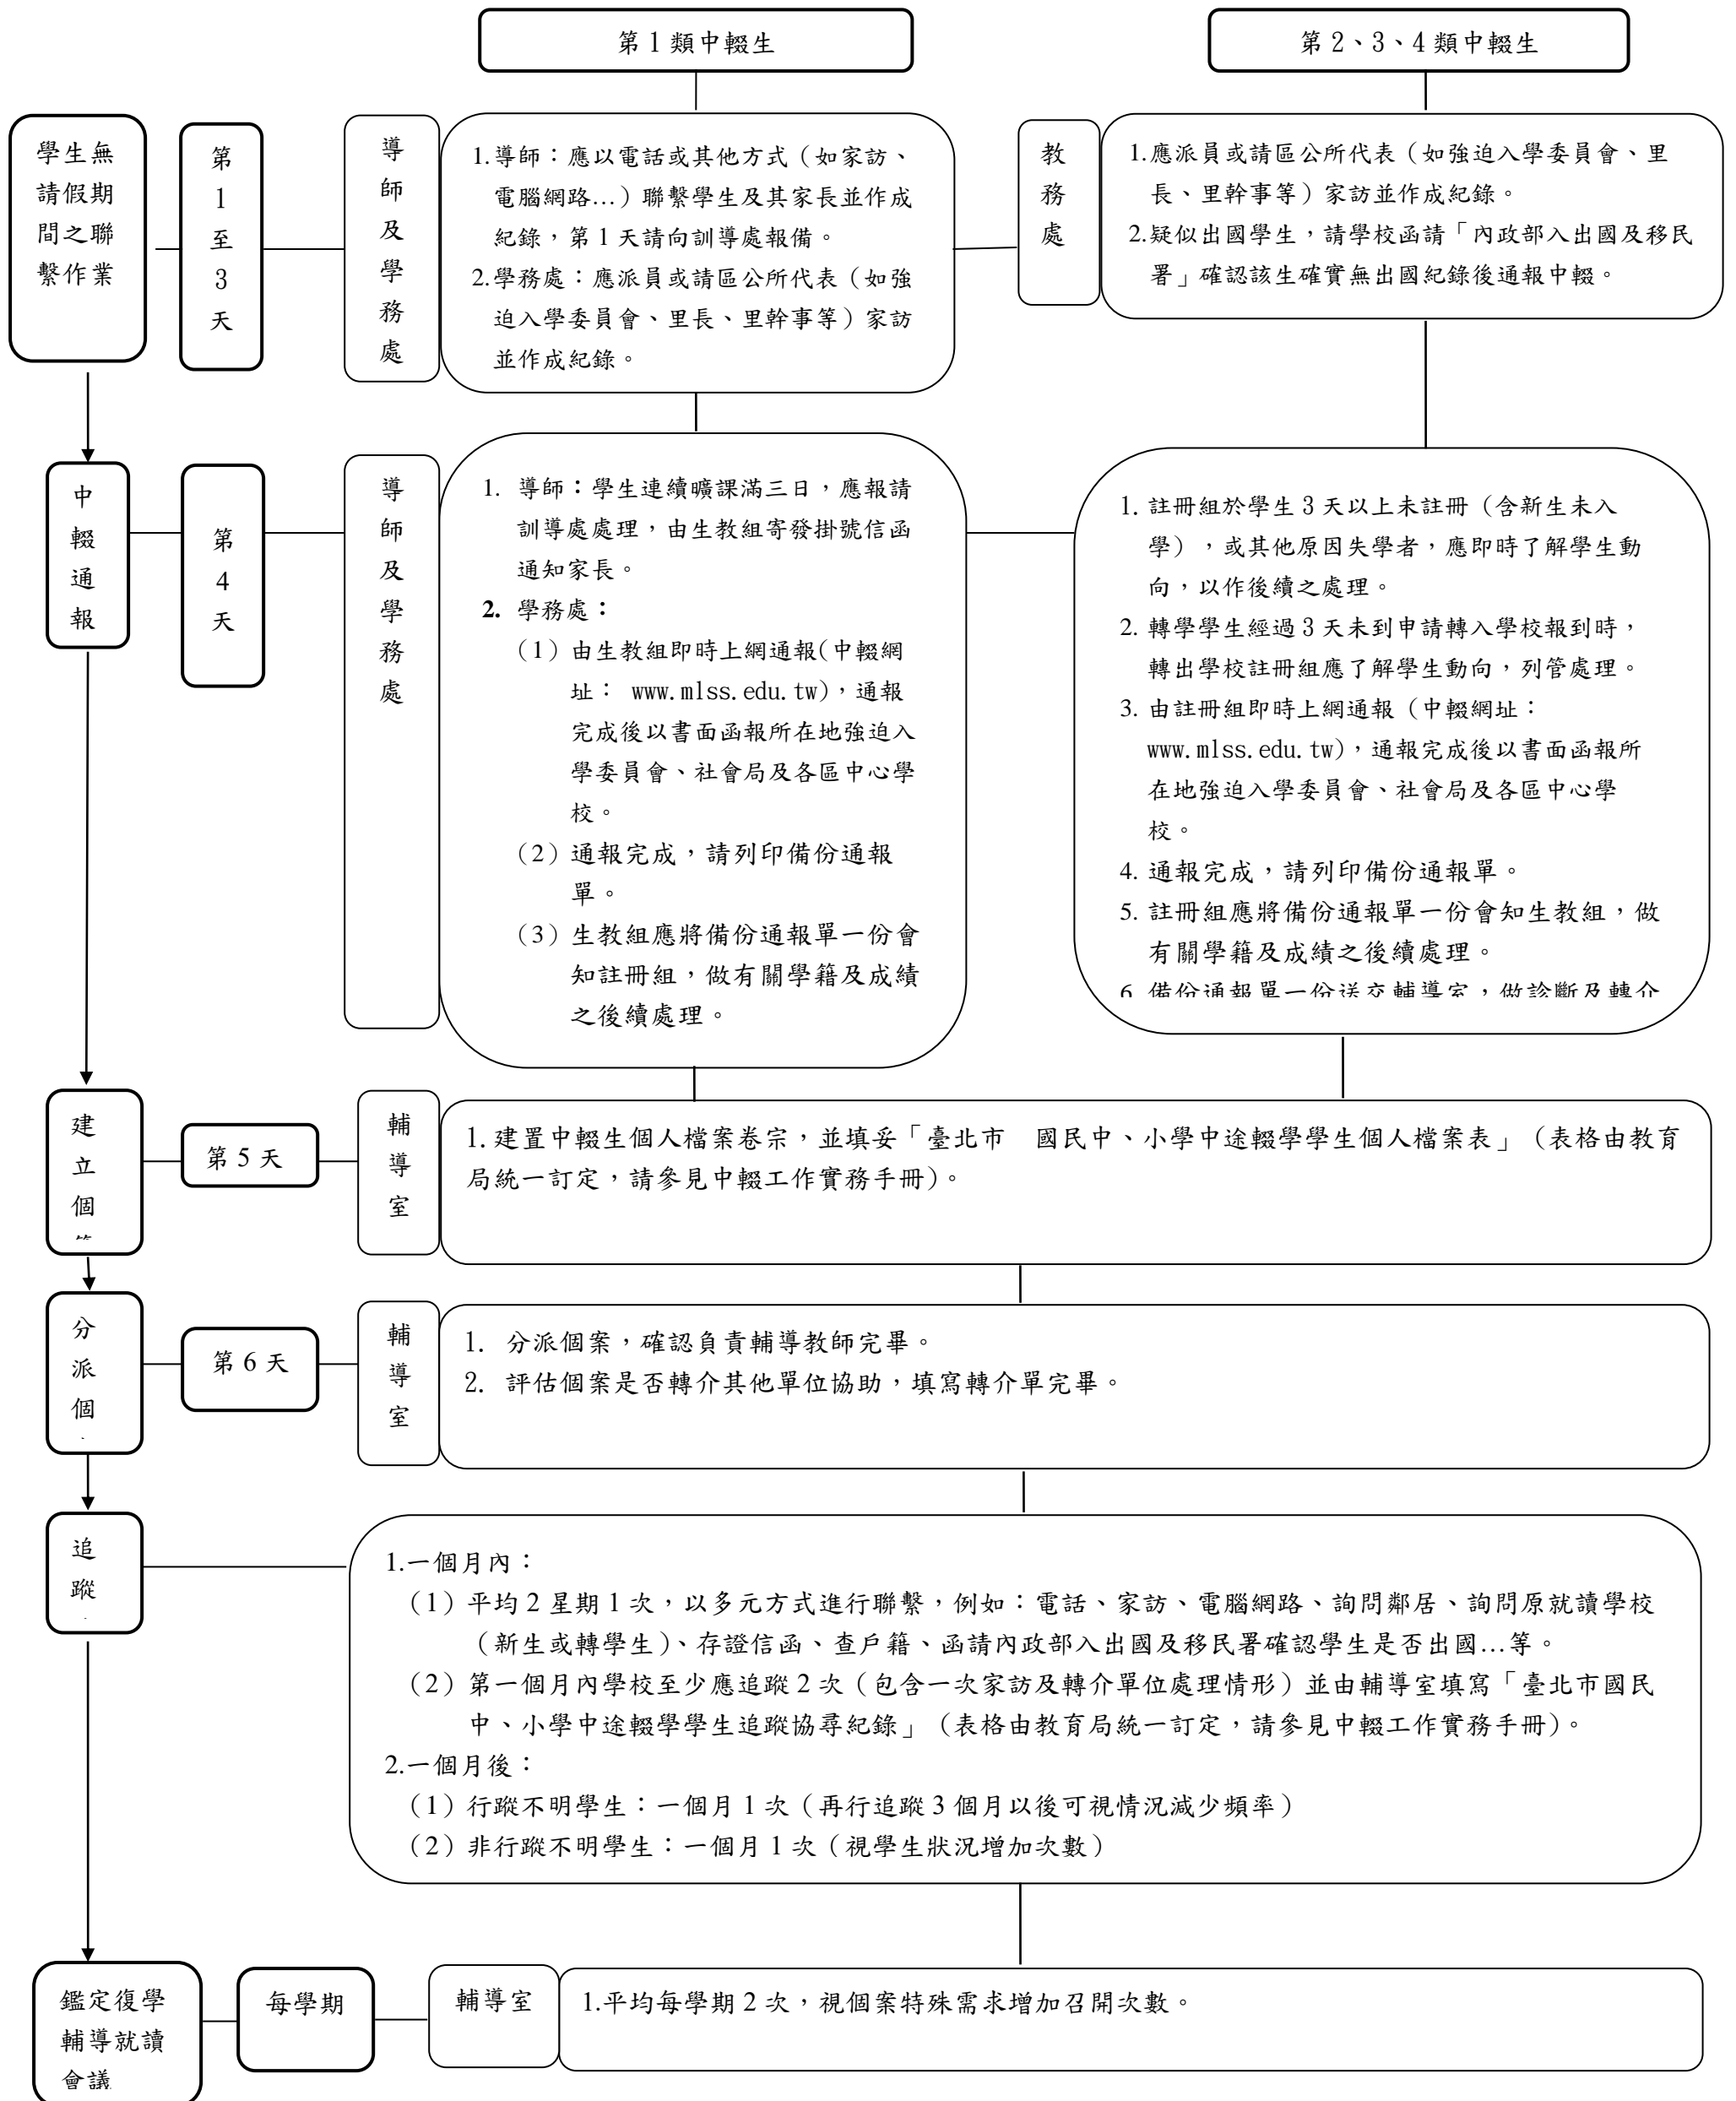 第1類中輟生
第2、3、4類中輟生
學生無
請假期
間之聯
繫作業
第
1
至
3
天
導
師
及
學
務
處
1.導師：應以電話或其他方式（如家訪、
電腦網路…）聯繫學生及其家長並作成
紀錄，第1天請向訓導處報備。
2.學務處：應派員或請區公所代表（如強
迫入學委員會、里長、里幹事等）家訪
並作成紀錄。
教
務
處
1.應派員或請區公所代表（如強迫入學委員會、里
長、里幹事等）家訪並作成紀錄。
2.疑似出國學生，請學校函請「內政部入出國及移民
署」確認該生確實無出國紀錄後通報中輟。
中
輟
通
報
第
4
天
導
師
及
學
務
處
1. 導師：學生連續曠課滿三日，應報請
訓導處處理，由生教組寄發掛號信函
通知家長。
2. 學務處：
（1）由生教組即時上網通報(中輟網
址： www.mlss.edu.tw)，通報
完成後以書面函報所在地強迫入
學委員會、社會局及各區中心學
校。
（2）通報完成，請列印備份通報
單。
（3）生教組應將備份通報單一份會
知註冊組，做有關學籍及成績
之後續處理。
1. 註冊組於學生3天以上未註冊（含新生未入
學），或其他原因失學者，應即時了解學生動
向，以作後續之處理。
2. 轉學學生經過3天未到申請轉入學校報到時，
轉出學校註冊組應了解學生動向，列管處理。
3. 由註冊組即時上網通報（中輟網址：
www.mlss.edu.tw)，通報完成後以書面函報所
在地強迫入學委員會、社會局及各區中心學
校。
4. 通報完成，請列印備份通報單。
5. 註冊組應將備份通報單一份會知生教組，做
有關學籍及成績之後續處理。
6. 備份通報單一份送交輔導室，做診斷及轉介
建
立
個
第5天
輔
導
室
1.建置中輟生個人檔案卷宗，並填妥「臺北市　國民中、小學中途輟學學生個人檔案表」（表格由教育
局統一訂定，請參見中輟工作實務手冊)。
分
派
個
第6天
輔
導
室
1. 分派個案，確認負責輔導教師完畢。
2. 評估個案是否轉介其他單位協助，填寫轉介單完畢。
追
蹤
1.一個月內：
（1）平均2星期1次，以多元方式進行聯繫，例如：電話、家訪、電腦網路、詢問鄰居、詢問原就讀學校
（新生或轉學生)、存證信函、查戶籍、函請內政部入出國及移民署確認學生是否出國…等。
（2）第一個月內學校至少應追蹤2次（包含一次家訪及轉介單位處理情形）並由輔導室填寫「臺北市國民
中、小學中途輟學學生追蹤協尋紀錄」（表格由教育局統一訂定，請參見中輟工作實務手冊)。
2.一個月後：
（1）行蹤不明學生：一個月1次（再行追蹤3個月以後可視情況減少頻率）
（2）非行蹤不明學生：一個月1次（視學生狀況增加次數）
鑑定復學
輔導就讀
會議
每學期
輔導室
1.平均每學期2次，視個案特殊需求增加召開次數。